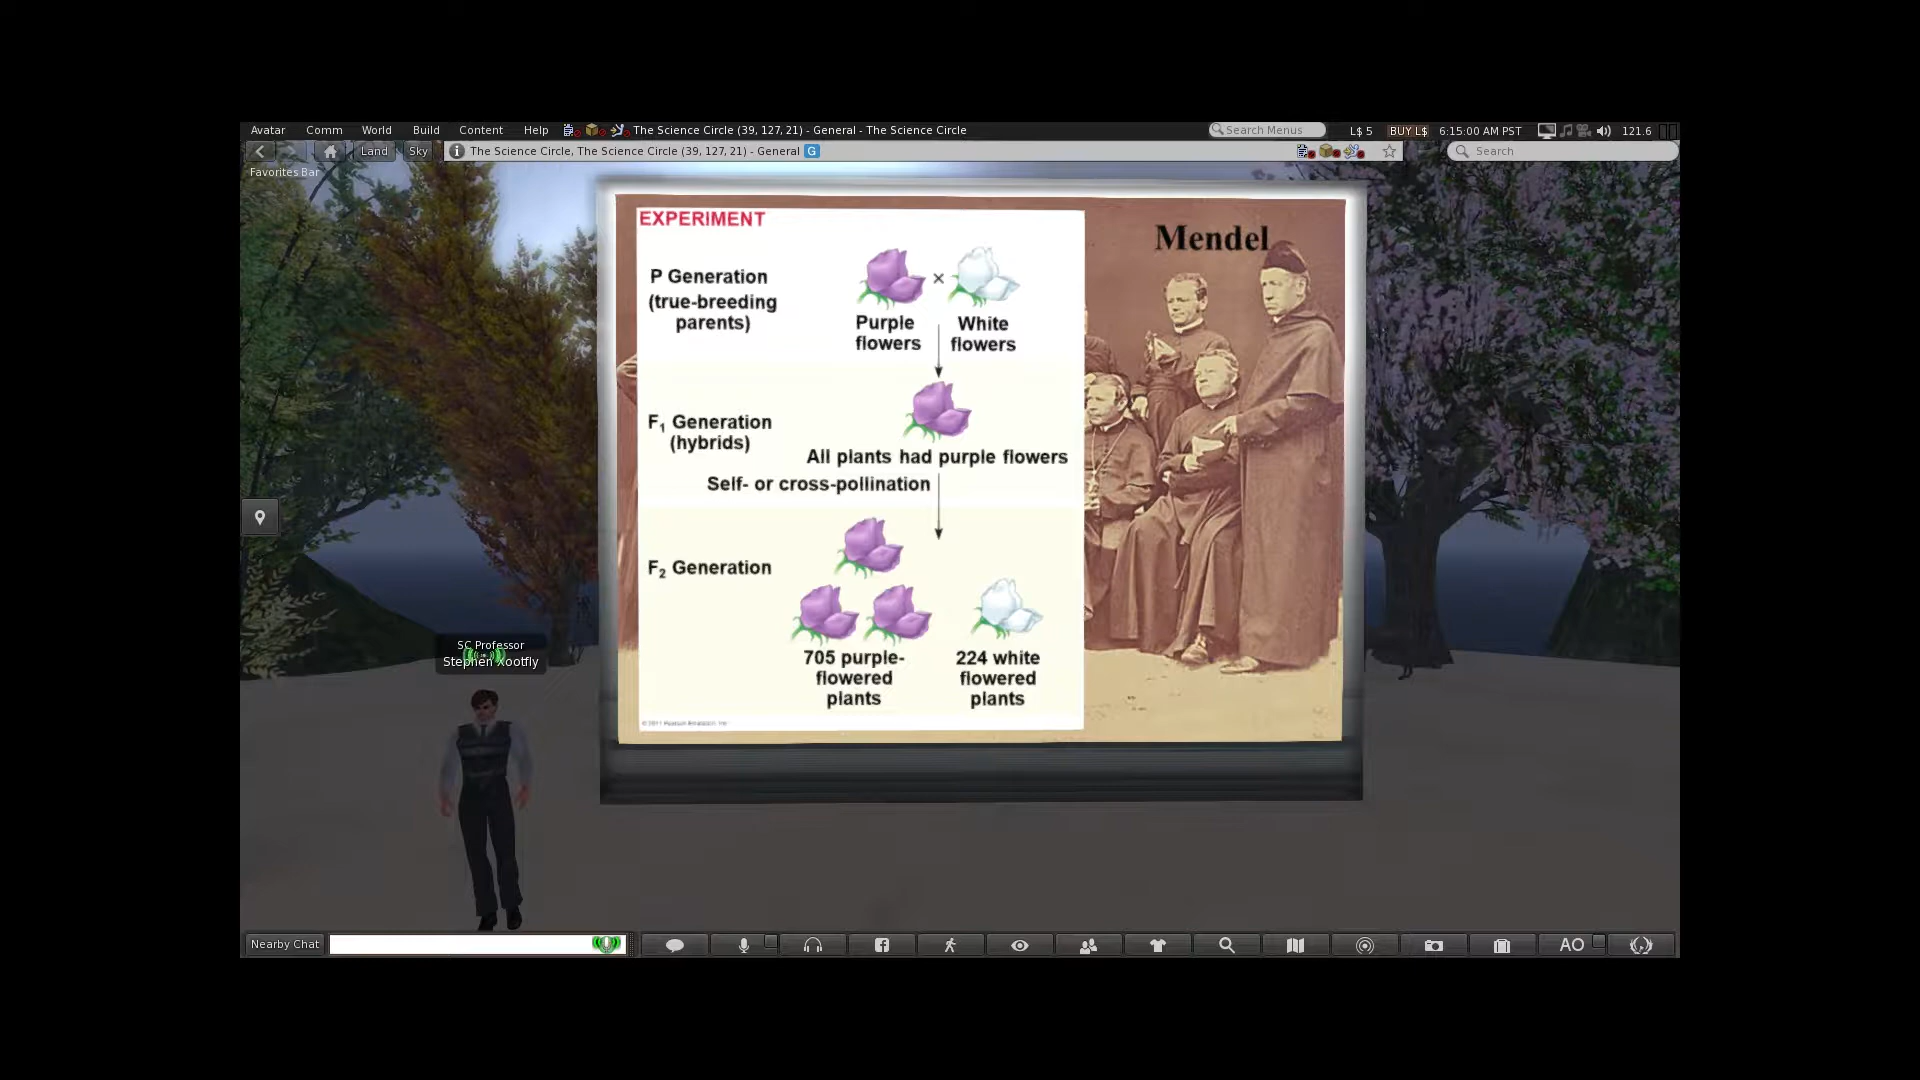 Avatar Comm World Build Content Help The Science Circle (39, 127, 21) - General - The Science Circle Search Menus L$ 5 BUY L$ 6:15:00 AM PST 121.6
Land Sky The Science Circle, The Science Circle (39, 127, 21) - General G Search
Favorites Bar
EXPERIMENT
Mendel
P Generation
(true-breeding
parents)
×
Purple
flowers
White
flowers
F1 Generation
(hybrids)
All plants had purple flowers
Self- or cross-pollination
F2 Generation
705 purple-
flowered
plants
224 white
flowered
plants
© 2011 Pearson Education, Inc.
SC Professor
Stephen Xootfly
Nearby Chat
AO